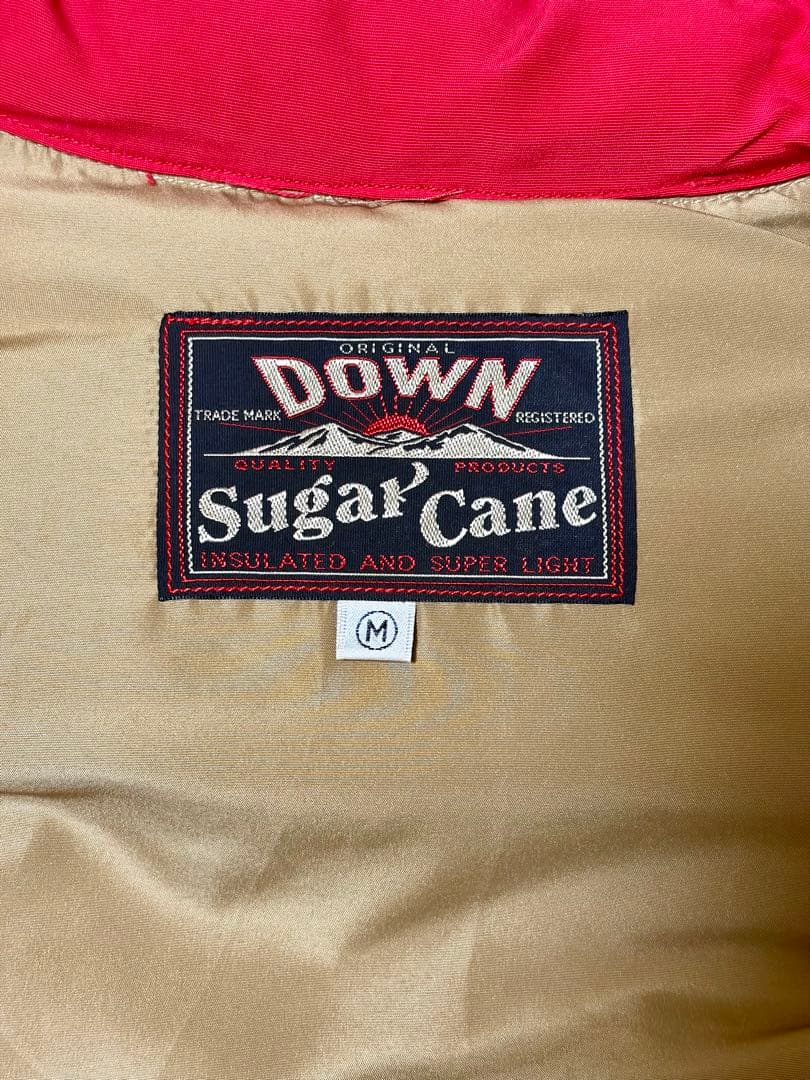 ORIGINAL
DOWN
TRADE MARK REGISTERED
QUALITY PRODUCTS
Sugar Cane
INSULATED AND SUPER LIGHT
M